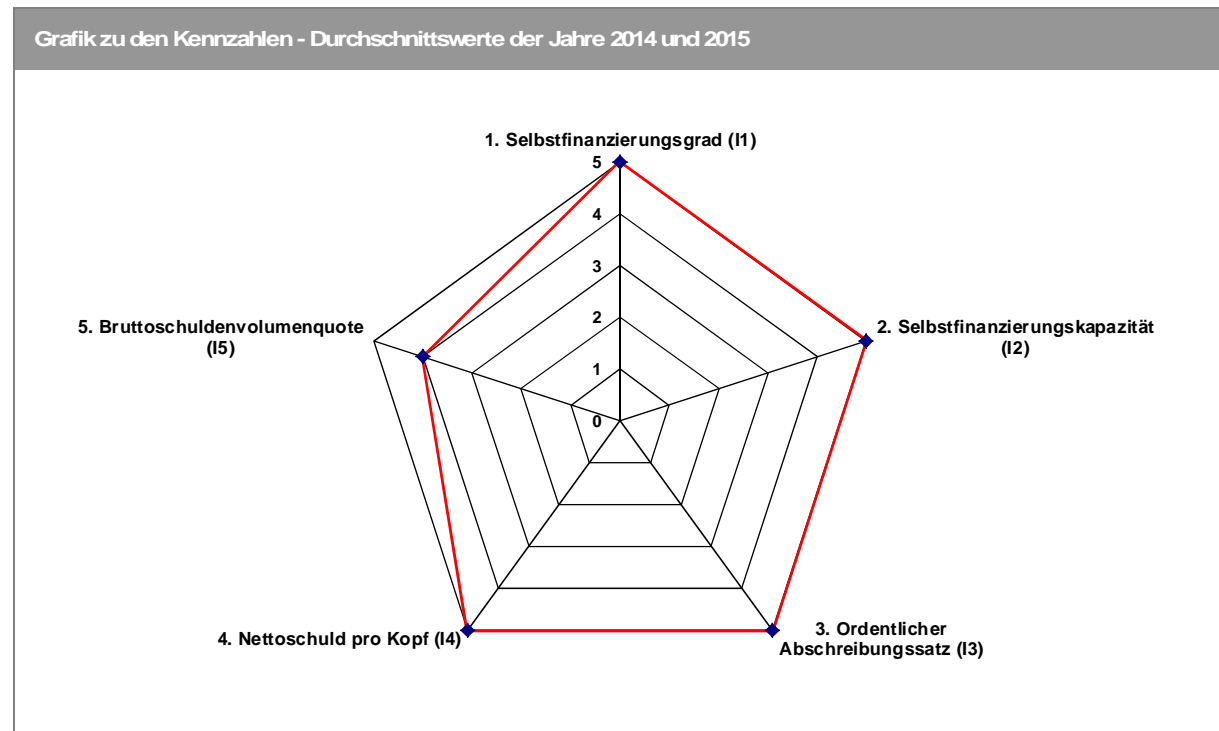 Grafik zu den Kennzahlen - Durchschnittswerte der Jahre 2014 und 2015
1. Selbstfinanzierungsgrad (I1)
5
4
3
2
1
0
2. Selbstfinanzierungskapazität
(I2)
3. Ordentlicher
Abschreibungssatz (I3)
4. Nettoschuld pro Kopf (I4)
5. Bruttoschuldenvolumenquote
(I5)